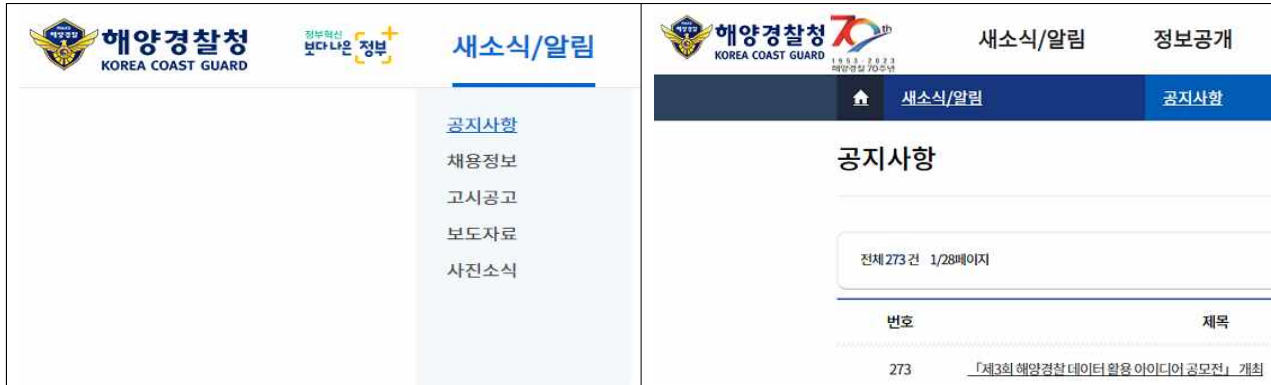 해양경찰청
KOREA COAST GUARD
정부혁신
보다나은 정부
새소식/알림
공지사항
채용정보
고시공고
보도자료
사진소식
해양경찰청
KOREA COAST GUARD
70th
1953-2023
해양경찰 70주년
새소식/알림 정보공개
새소식/알림 공지사항
공지사항
전체 273 건 1/28페이지
번호 제목
273 「제3회 해양경찰 데이터 활용 아이디어 공모전」 개최